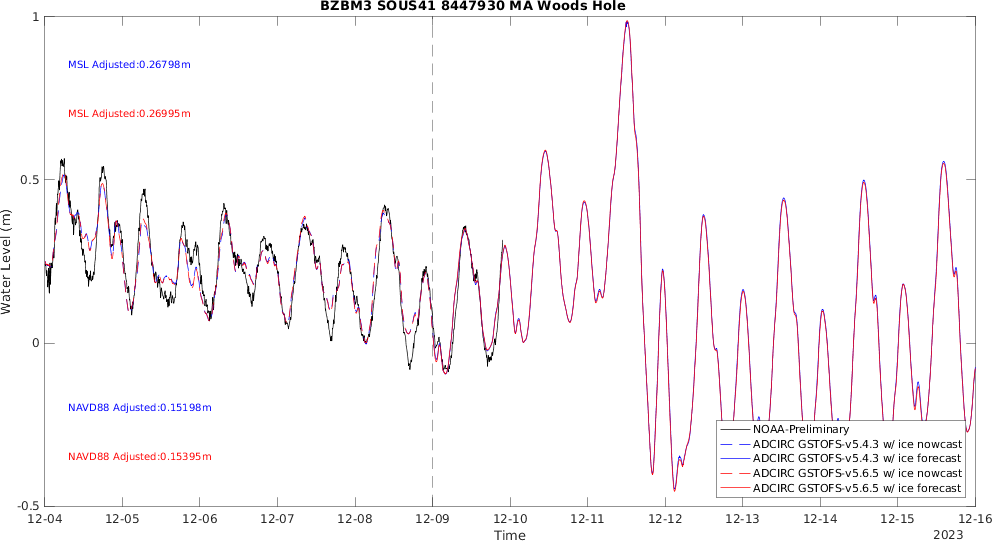 BZBM3 SOUS41 8447930 MA Woods Hole
1
MSL Adjusted:0.26798m
MSL Adjusted:0.26995m
0.5
Water Level (m)
0
NAVD88 Adjusted:0.15198m
NAVD88 Adjusted:0.15395m
NOAA-Preliminary
ADCIRC GSTOFS-v5.4.3 w/ ice nowcast
ADCIRC GSTOFS-v5.4.3 w/ ice forecast
ADCIRC GSTOFS-v5.6.5 w/ ice nowcast
ADCIRC GSTOFS-v5.6.5 w/ ice forecast
-0.5
12-04 12-05 12-06 12-07 12-08 12-09 12-10 12-11 12-12 12-13 12-14 12-15 12-16
Time
2023